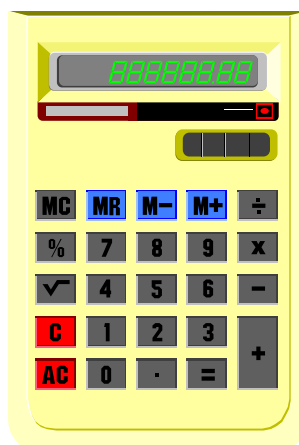 88888888
MC MR M− M+ ÷
% 7 8 9 x
√ 4 5 6 −
C 1 2 3 +
AC 0 . =